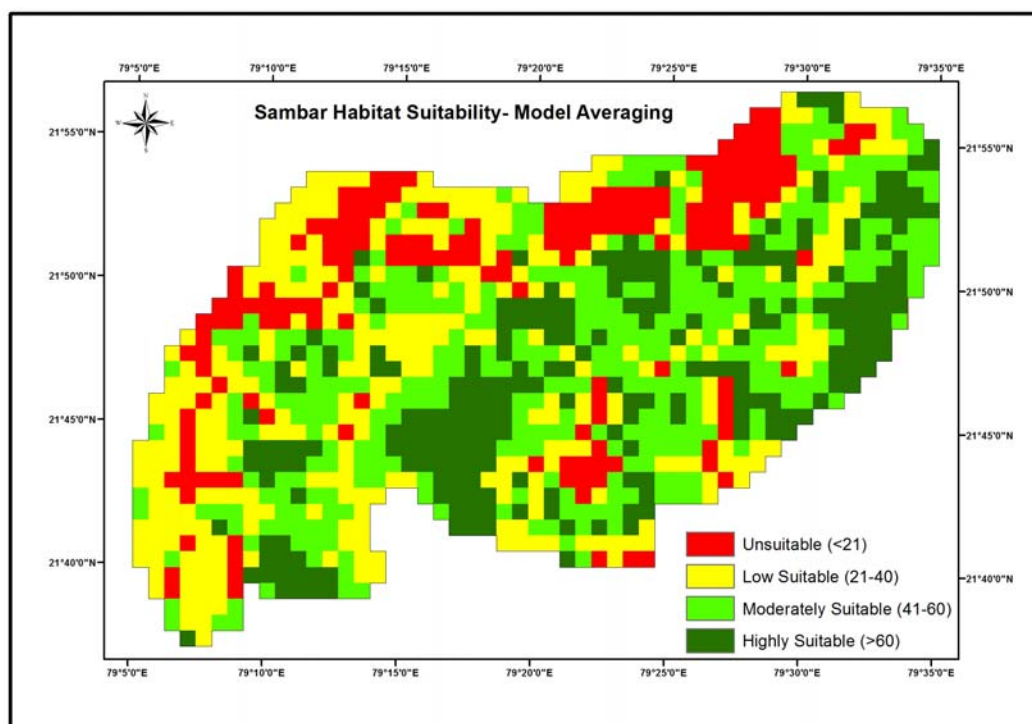 79°5'0"E 79°10'0"E 79°15'0"E 79°20'0"E 79°25'0"E 79°30'0"E 79°35'0"E
N
W E
S
Sambar Habitat Suitability- Model Averaging
21°55'0"N 21°55'0"N
21°50'0"N 21°50'0"N
21°45'0"N 21°45'0"N
21°40'0"N 21°40'0"N
Unsuitable (<21)
Low Suitable (21-40)
Moderately Suitable (41-60)
Highly Suitable (>60)
79°5'0"E 79°10'0"E 79°15'0"E 79°20'0"E 79°25'0"E 79°30'0"E 79°35'0"E